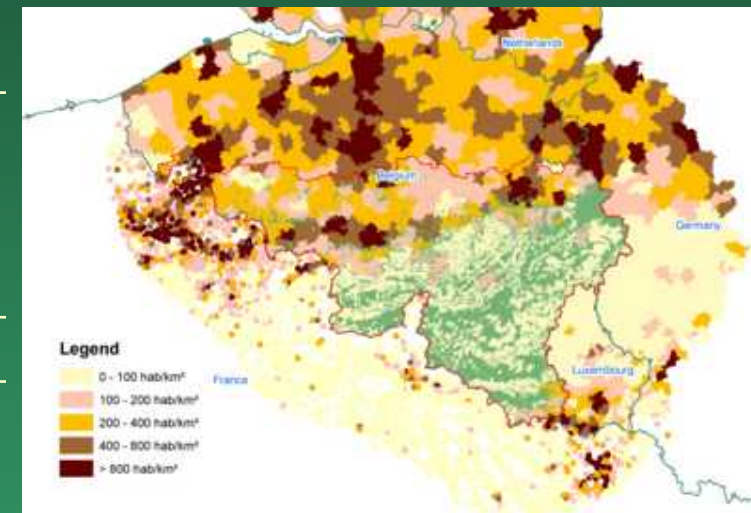 Netherlands
Belgium
Germany
Legend
0 - 100 hab/km²
100 - 200 hab/km²
200 - 400 hab/km²
400 - 800 hab/km²
> 800 hab/km²
France
Luxembourg